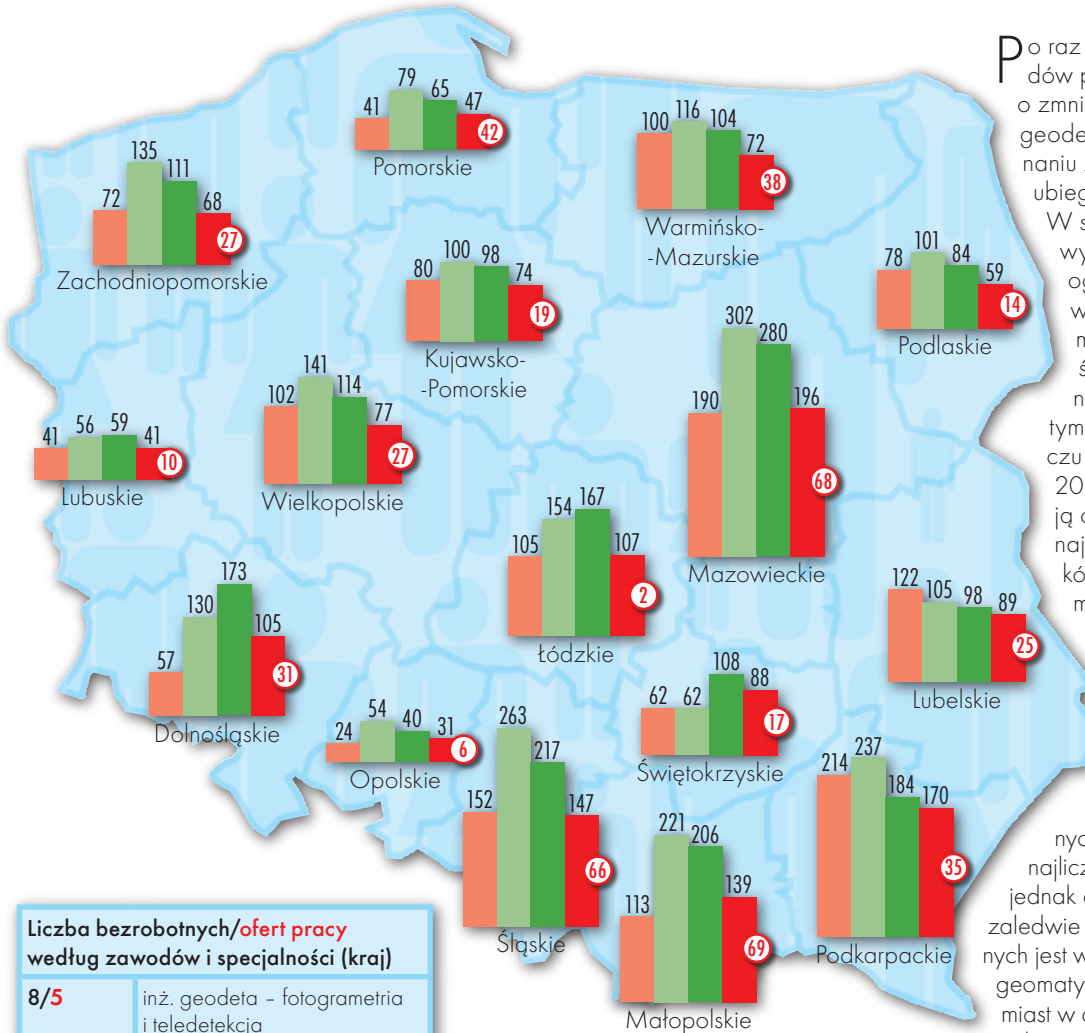 41 79 65 47 42
Pomorskie
100 116 104 72 38
Warmińsko-
-Mazurskie
72 135 111 68 27
Zachodniopomorskie
80 100 98 74 19
Kujawsko-
-Pomorskie
78 101 84 59 14
Podlaskie
41 56 59 41 10
Lubuskie
102 141 114 77 27
Wielkopolskie
190 302 280 196 68
Mazowieckie
105 154 167 107 2
Łódzkie
57 130 173 105 31
Dolnośląskie
122 105 98 89 25
Lubelskie
24 54 40 31 6
Opolskie
62 62 108 88 17
Świętokrzyskie
152 263 217 147 66
Śląskie
113 221 206 139 69
Małopolskie
214 237 184 170 35
Podkarpackie
Liczba bezrobotnych/ofert pracy
według zawodów i specjalności (kraj)
8/5 inż. geodeta – fotogrametria
i teledetekcja
Po raz
dów p
o zmni
geode
naniu
ubieg
W s
wy
og
w
m
ś
n
tym
czu
20
ją
naj
kó
m
nyc
najlicz
jednak
zaledwie
nych jest w
geomaty
miast w